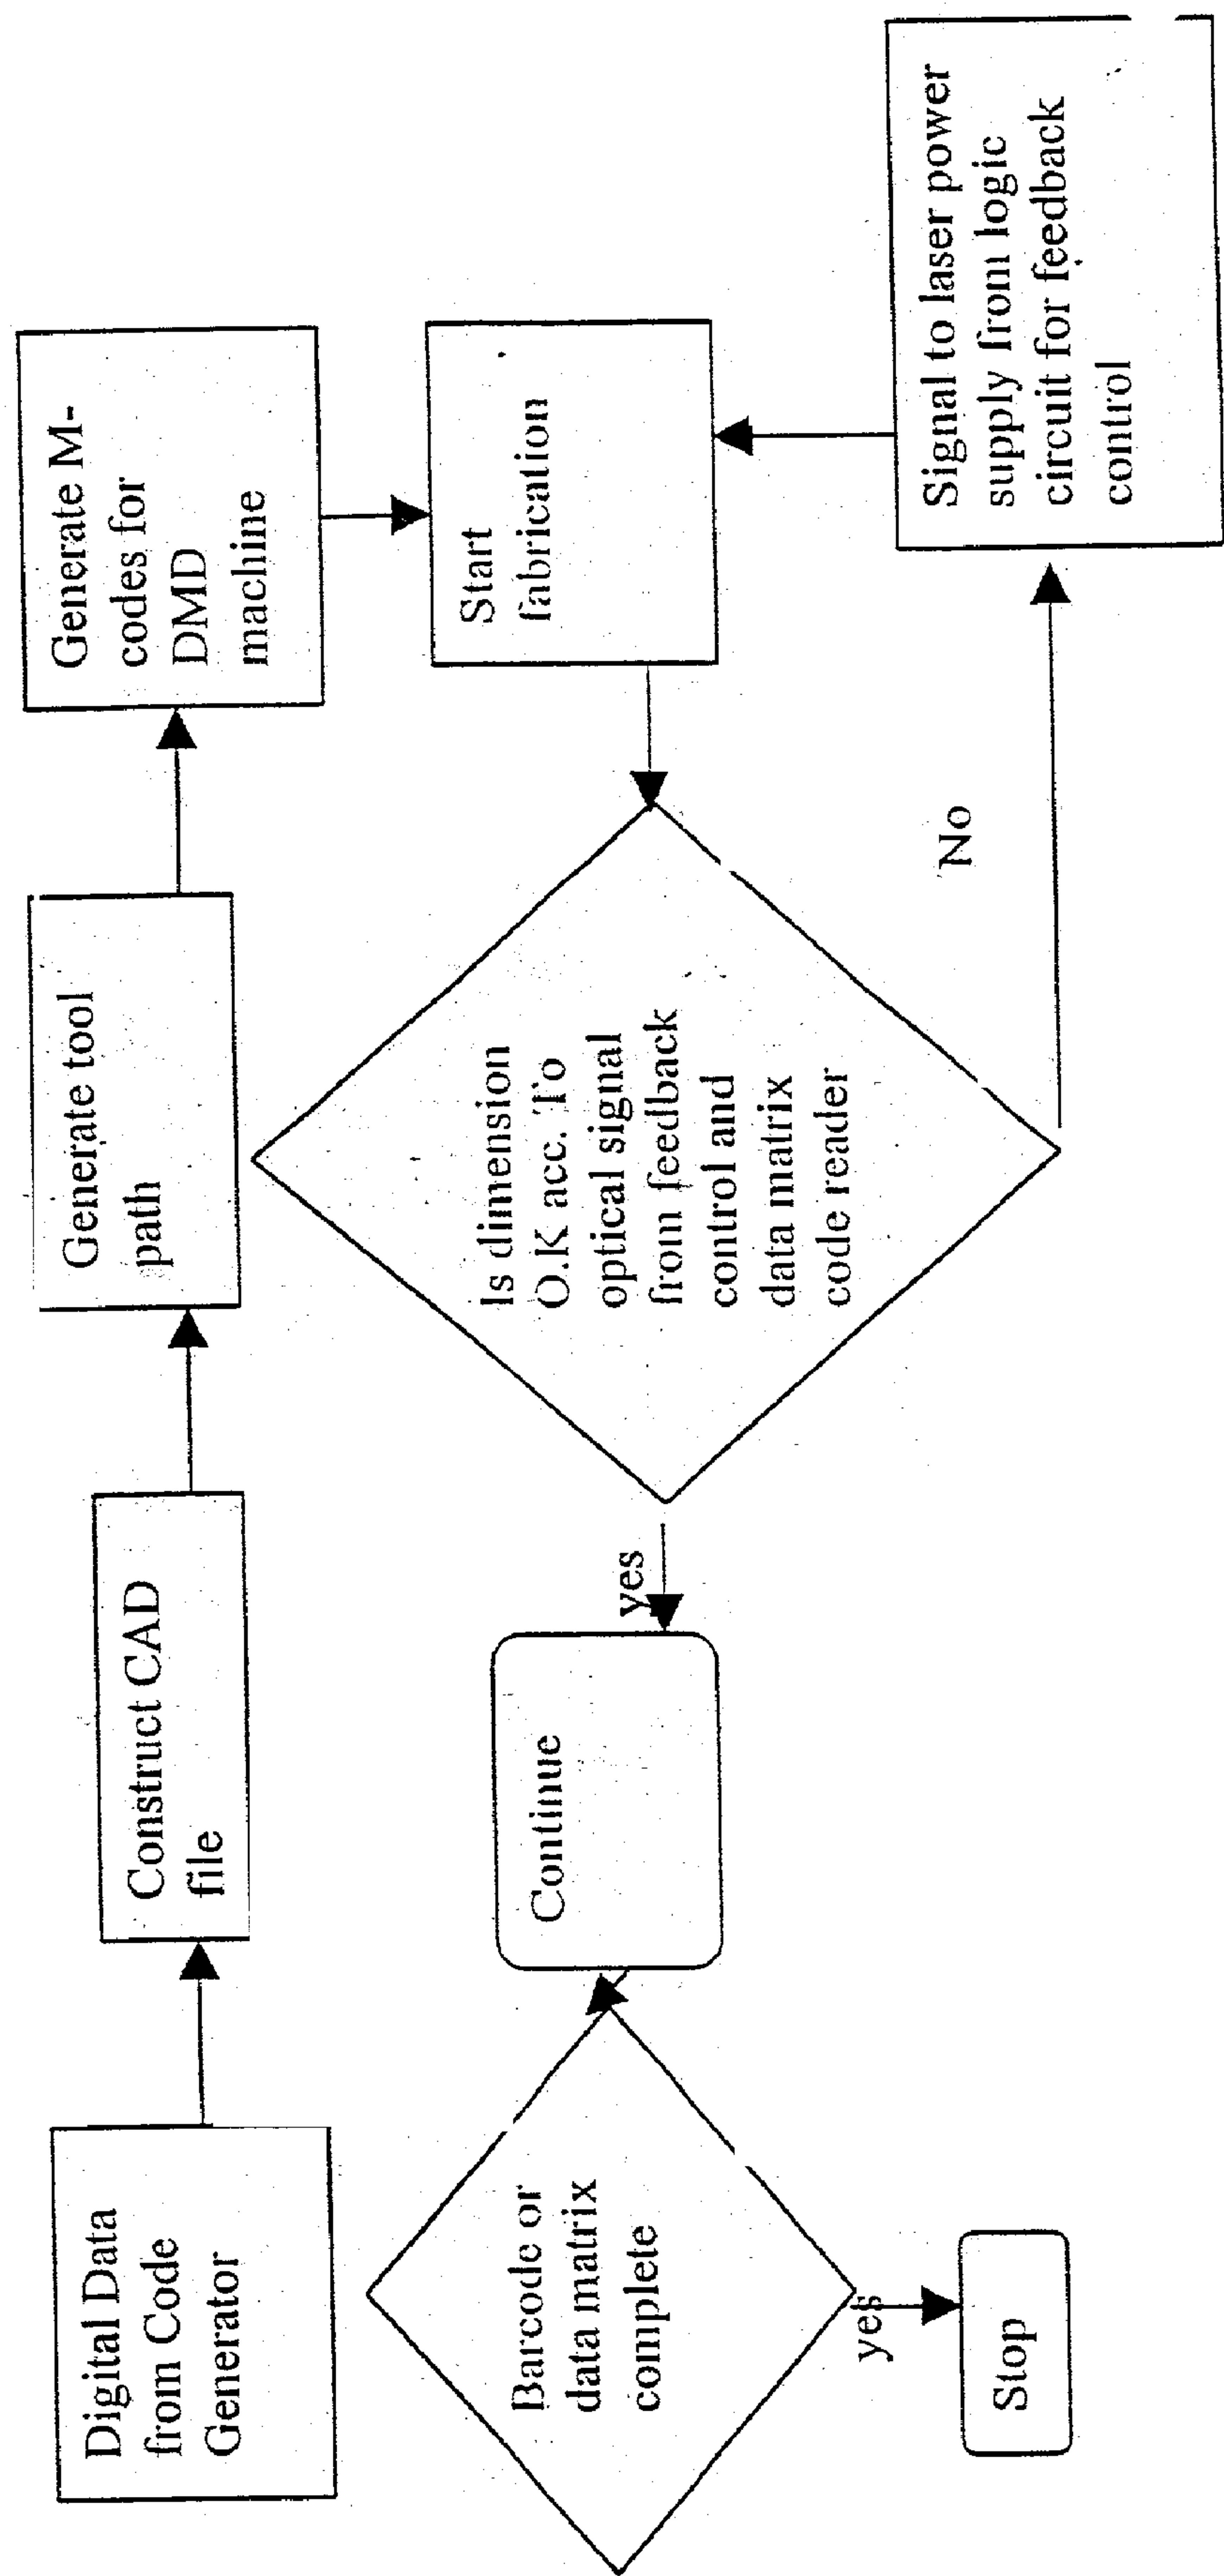 Digital Data
from Code
Generator
Construct CAD
file
Generate tool
path
Generate M-
codes for
DMD
machine
Start
fabrication
Is dimension
O.K acc. To
optical signal
from feedback
control and
data matrix
code reader
No
Signal to laser power
supply from logic
circuit for feedback
control
yes
Continue
Barcode or
data matrix
complete
yes
Stop